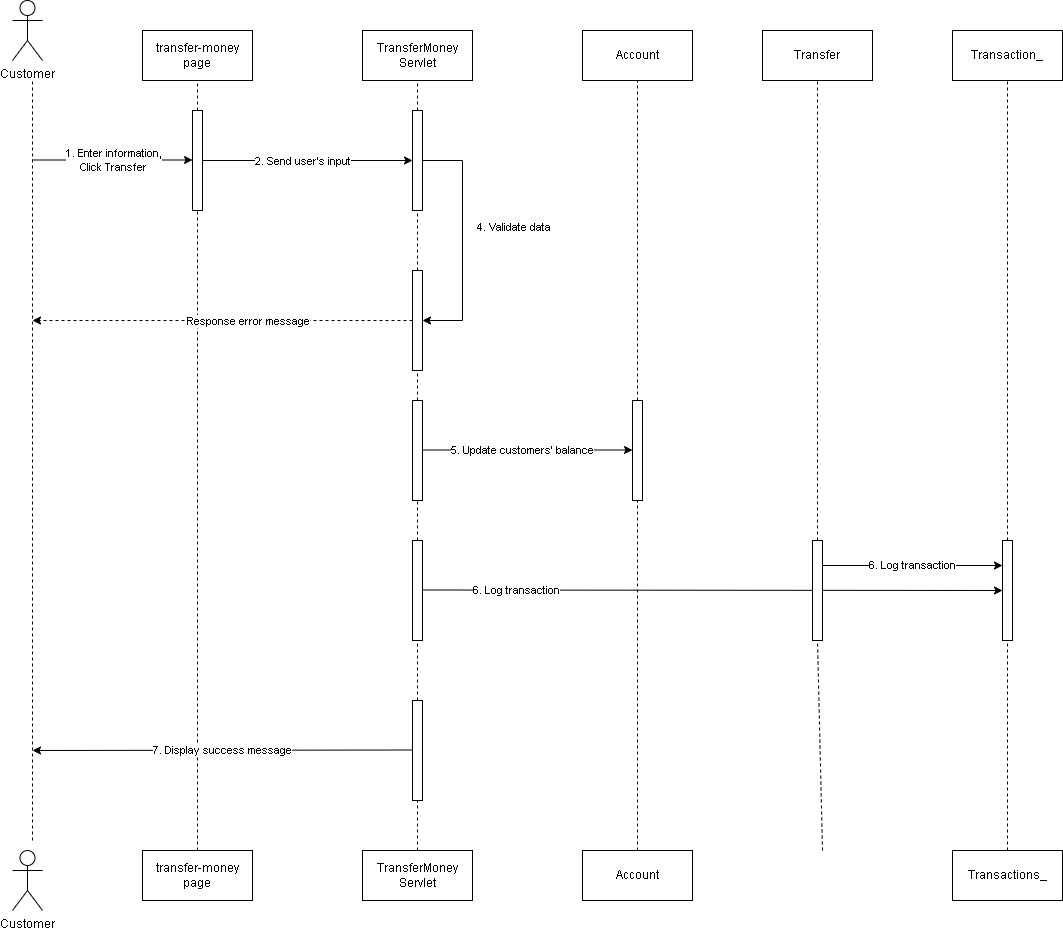 Customer
transfer-money
page
TransferMoney
Servlet
Account
Transfer
Transaction_
1. Enter information,
Click Transfer
2. Send user's input
4. Validate data
Response error message
5. Update customers' balance
6. Log transaction
6. Log transaction
7. Display success message
Customer
transfer-money
page
TransferMoney
Servlet
Account
Transactions_